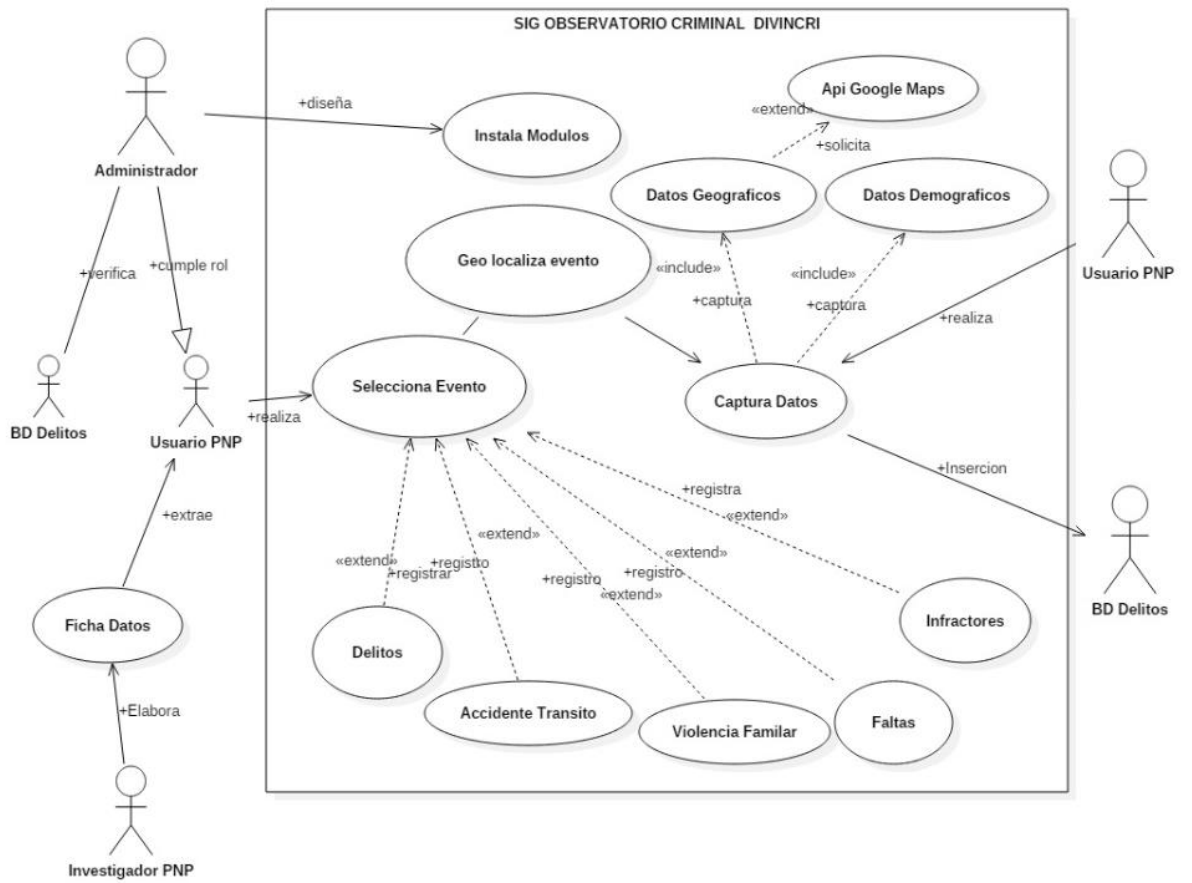 SIG OBSERVATORIO CRIMINAL DIVINCRI
Api Google Maps
«extend»
+solicita
+diseña
Instala Modulos
Administrador
Datos Geograficos
Datos Demograficos
Usuario PNP
+verifica
+cumple rol
Geo localiza evento
«include»
+captura
«include»
+captura
+realiza
BD Delitos
Usuario PNP
+realiza
Selecciona Evento
Captura Datos
+extrae
+Insercion
+registra
«extend»
«extend»
+registrar
«extend»
+registro
+registro
«extend»
«extend»
+registro
BD Delitos
Ficha Datos
Delitos
Infractores
Accidente Transito
Violencia Familar
Faltas
+Elabora
Investigador PNP